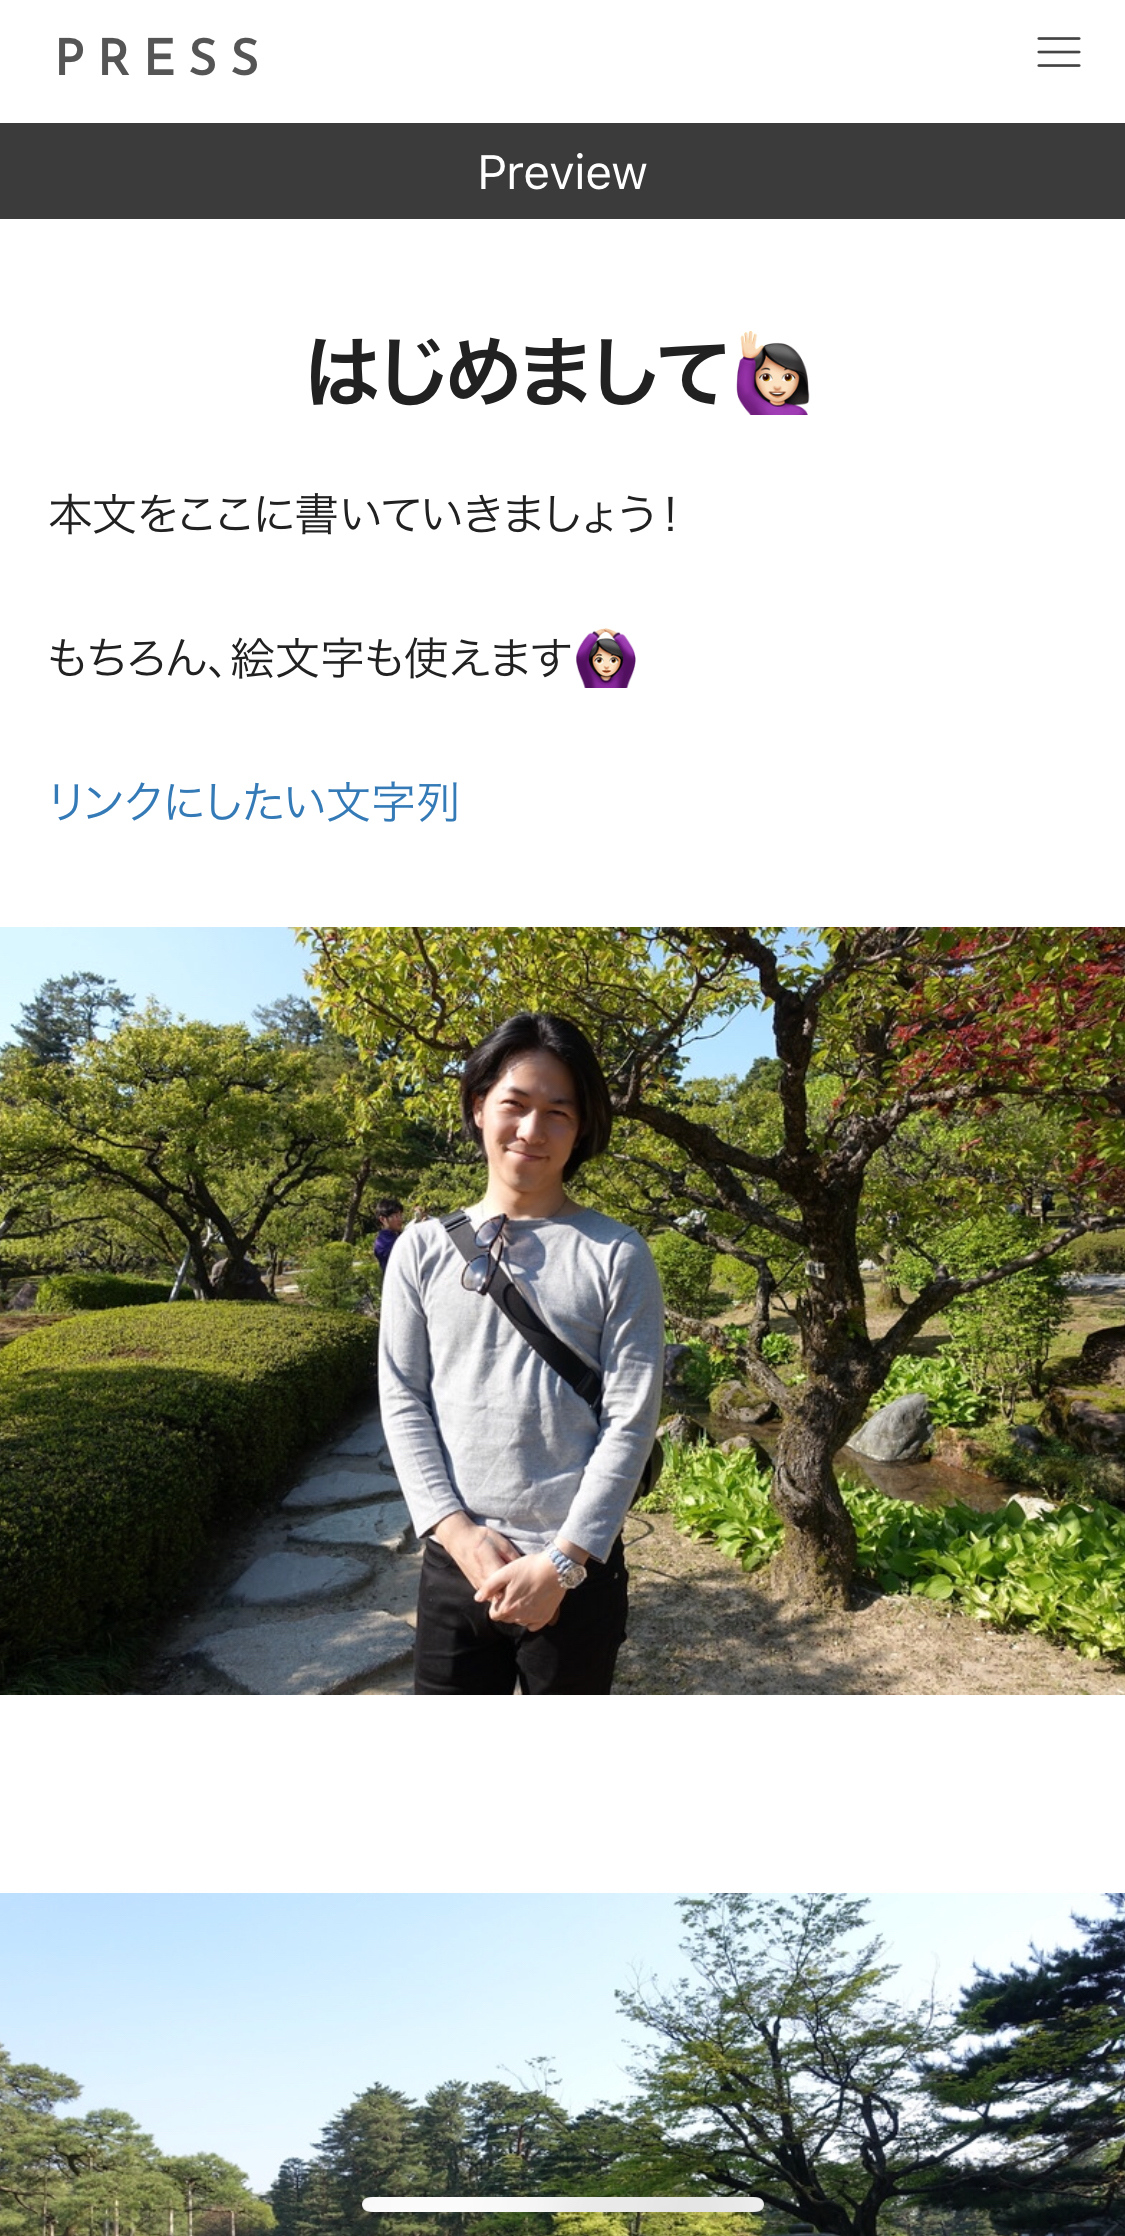 PRESS
Preview
はじめまして🙋🏻‍♀️
本文をここに書いていきましょう！
もちろん、絵文字も使えます🙆🏻‍♀️
リンクにしたい文字列